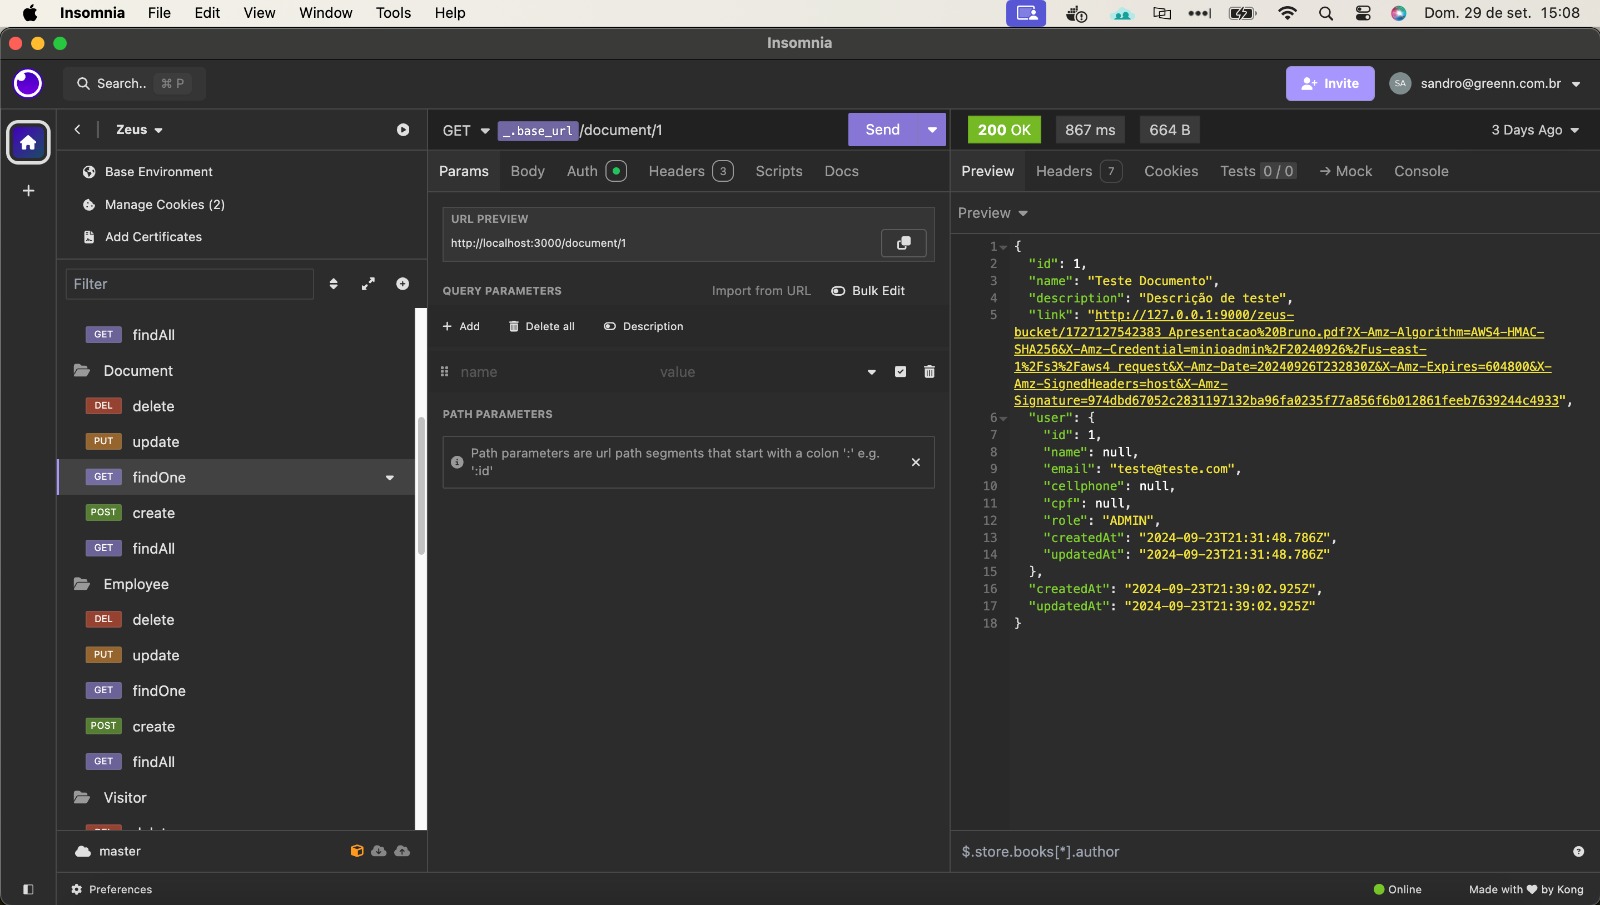 Insomnia File Edit View Window Tools Help Dom. 29 de set. 15:08
Insomnia
Search.. ⌘ P Invite SA sandro@greenn.com.br
Zeus
Base Environment
Manage Cookies (2)
Add Certificates
Filter
GET findAll
Document
DEL delete
PUT update
GET findOne
POST create
GET findAll
Employee
DEL delete
PUT update
GET findOne
POST create
GET findAll
Visitor
master
Preferences
GET _.base_url/document/1 Send
Params Body Auth Headers 3 Scripts Docs
URL PREVIEW
http://localhost:3000/document/1
QUERY PARAMETERS Import from URL Bulk Edit
+ Add Delete all Description
name value
PATH PARAMETERS
Path parameters are url path segments that start with a colon ':' e.g.
':id'
200 OK 867 ms 664 B 3 Days Ago
Preview Headers 7 Cookies Tests 0 / 0 → Mock Console
Preview
1 {
2 "id": 1,
3 "name": "Teste Documento",
4 "description": "Descrição de teste",
5 "link": "http://127.0.0.1:9000/zeus-
bucket/1727127542383_Apresentacao%20Bruno.pdf?X-Amz-Algorithm=AWS4-HMAC-
SHA256&X-Amz-Credential=minioadmin%2F20240926%2Fus-east-
1%2Fs3%2Faws4_request&X-Amz-Date=20240926T232830Z&X-Amz-Expires=604800&X-
Amz-SignedHeaders=host&X-Amz-
Signature=974dbd67052c2831197132ba96fa0235f77a856f6b012861feeb7639244c4933",
6 "user": {
7 "id": 1,
8 "name": null,
9 "email": "teste@teste.com",
10 "cellphone": null,
11 "cpf": null,
12 "role": "ADMIN",
13 "createdAt": "2024-09-23T21:31:48.786Z",
14 "updatedAt": "2024-09-23T21:31:48.786Z"
15 },
16 "createdAt": "2024-09-23T21:39:02.925Z",
17 "updatedAt": "2024-09-23T21:39:02.925Z"
18 }
$.store.books[*].author
Online Made with ♥ by Kong